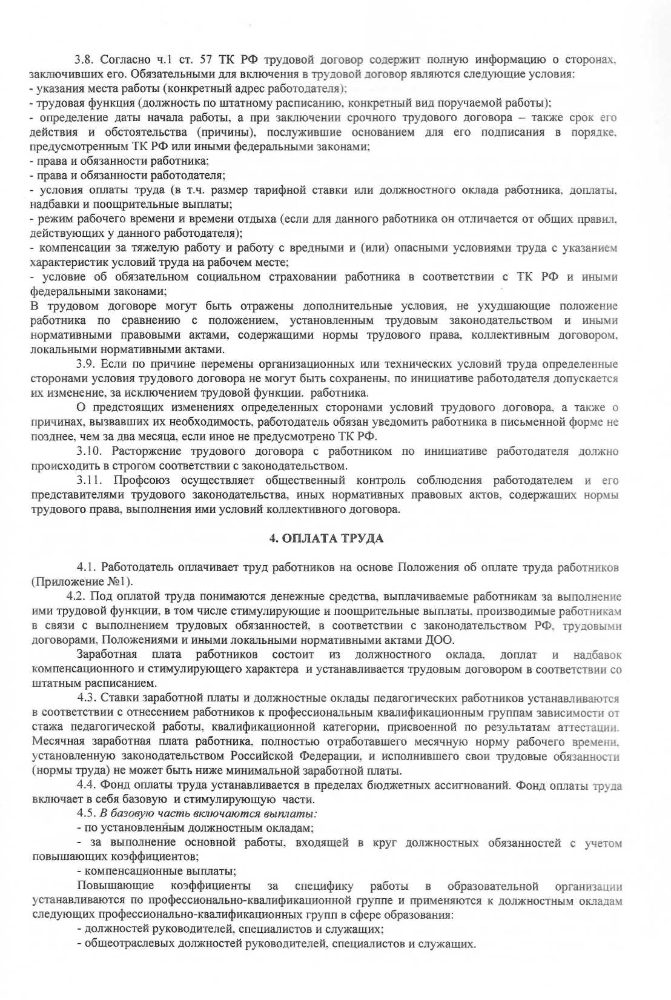 3.8. Согласно ч.1 ст. 57 ТК РФ трудовой договор содержит полную информацию о сторонах,
заключивших его. Обязательными для включения в трудовой договор являются следующие условия:
- указания места работы (конкретный адрес работодателя);
- трудовая функция (должность по штатному расписанию, конкретный вид поручаемой работы);
- определение даты начала работы, а при заключении срочного трудового договора – также срок его
действия и обстоятельства (причины), послужившие основанием для его подписания в порядке,
предусмотренным ТК РФ или иными федеральными законами;
- права и обязанности работника;
- права и обязанности работодателя;
- условия оплаты труда (в т.ч. размер тарифной ставки или должностного оклада работника, доплаты,
надбавки и поощрительные выплаты;
- режим рабочего времени и времени отдыха (если для данного работника он отличается от общих правил,
действующих у данного работодателя);
- компенсации за тяжелую работу и работу с вредными и (или) опасными условиями труда с указанием
характеристик условий труда на рабочем месте;
- условие об обязательном социальном страховании работника в соответствии с ТК РФ и иными
федеральными законами;
В трудовом договоре могут быть отражены дополнительные условия, не ухудшающие положение
работника по сравнению с положением, установленным трудовым законодательством и иными
нормативными правовыми актами, содержащими нормы трудового права, коллективным договором,
локальными нормативными актами.
3.9. Если по причине перемены организационных или технических условий труда определенные
сторонами условия трудового договора не могут быть сохранены, по инициативе работодателя допускается
их изменение, за исключением трудовой функции. работника.
О предстоящих изменениях определенных сторонами условий трудового договора, а также о
причинах, вызвавших их необходимость, работодатель обязан уведомить работника в письменной форме не
позднее, чем за два месяца, если иное не предусмотрено ТК РФ.
3.10. Расторжение трудового договора с работником по инициативе работодателя должно
происходить в строгом соответствии с законодательством.
3.11. Профсоюз осуществляет общественный контроль соблюдения работодателем и его
представителями трудового законодательства, иных нормативных правовых актов, содержащих нормы
трудового права, выполнения ими условий коллективного договора.
4. ОПЛАТА ТРУДА
4.1. Работодатель оплачивает труд работников на основе Положения об оплате труда работников
(Приложение №1).
4.2. Под оплатой труда понимаются денежные средства, выплачиваемые работникам за выполнение
ими трудовой функции, в том числе стимулирующие и поощрительные выплаты, производимые работникам
в связи с выполнением трудовых обязанностей, в соответствии с законодательством РФ, трудовыми
договорами, Положениями и иными локальными нормативными актами ДОО.
Заработная плата работников состоит из должностного оклада, доплат и надбавок
компенсационного и стимулирующего характера и устанавливается трудовым договором в соответствии со
штатным расписанием.
4.3. Ставки заработной платы и должностные оклады педагогических работников устанавливаются
в соответствии с отнесением работников к профессиональным квалификационным группам зависимости от
стажа педагогической работы, квалификационной категории, присвоенной по результатам аттестации.
Месячная заработная плата работника, полностью отработавшего месячную норму рабочего времени,
установленную законодательством Российской Федерации, и исполнившего свои трудовые обязанности
(нормы труда) не может быть ниже минимальной заработной платы.
4.4. Фонд оплаты труда устанавливается в пределах бюджетных ассигнований. Фонд оплаты труда
включает в себя базовую и стимулирующую части.
4.5. В базовую часть включаются выплаты:
- по установленным должностным окладам;
- за выполнение основной работы, входящей в круг должностных обязанностей с учетом
повышающих коэффициентов;
- компенсационные выплаты;
Повышающие коэффициенты за специфику работы в образовательной организации
устанавливаются по профессионально-квалификационной группе и применяются к должностным окладам
следующих профессионально-квалификационных групп в сфере образования:
- должностей руководителей, специалистов и служащих;
- общеотраслевых должностей руководителей, специалистов и служащих.